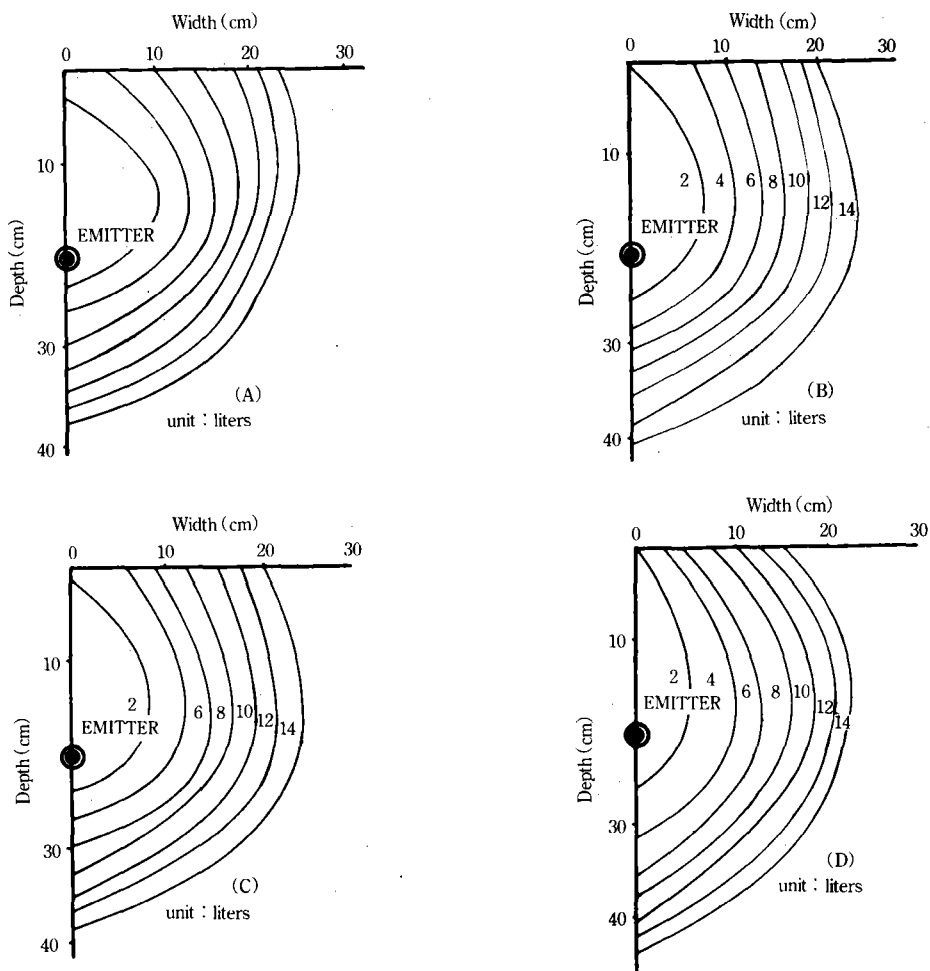 Width (cm)
0 10 20 30
10
EMITTER
Depth (cm)
30
(A)
unit : liters
40
Width (cm)
0 10 20 30
10
2 4 6 8 10 12 14
EMITTER
Depth (cm)
30
(B)
unit : liters
40
Width (cm)
0 10 20 30
10
2 6 8 10 12 14
EMITTER
Depth (cm)
30
(C)
unit : liters
40
Width (cm)
0 10 20 30
10
2 4 6 8 10 12 14
EMITTER
Depth (cm)
30
(D)
unit : liters
40